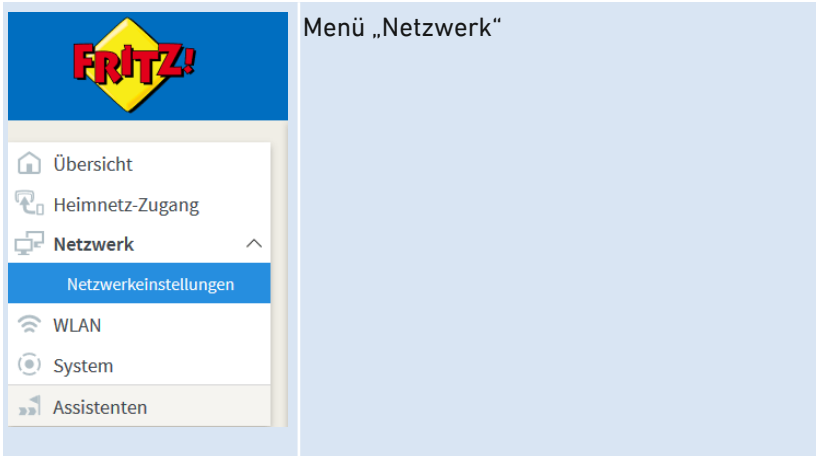 FRITZ!
Menü „Netzwerk“
Übersicht
Heimnetz-Zugang
Netzwerk
Netzwerkeinstellungen
WLAN
System
Assistenten